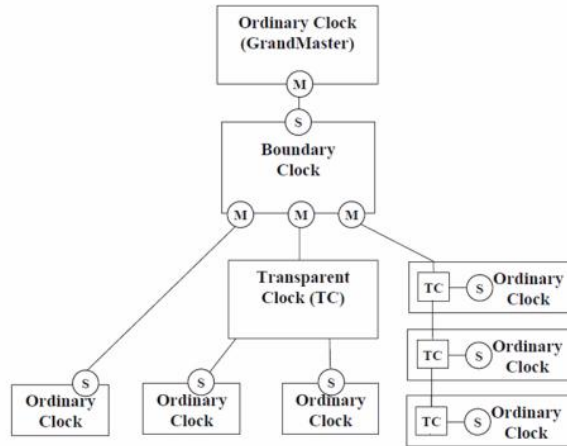 Ordinary Clock
(GrandMaster)
M
S
Boundary
Clock
M M M
Transparent
Clock (TC)
TC S Ordinary
Clock
TC S Ordinary
Clock
S S S
Ordinary
Clock
Ordinary
Clock
Ordinary
Clock
TC S Ordinary
Clock